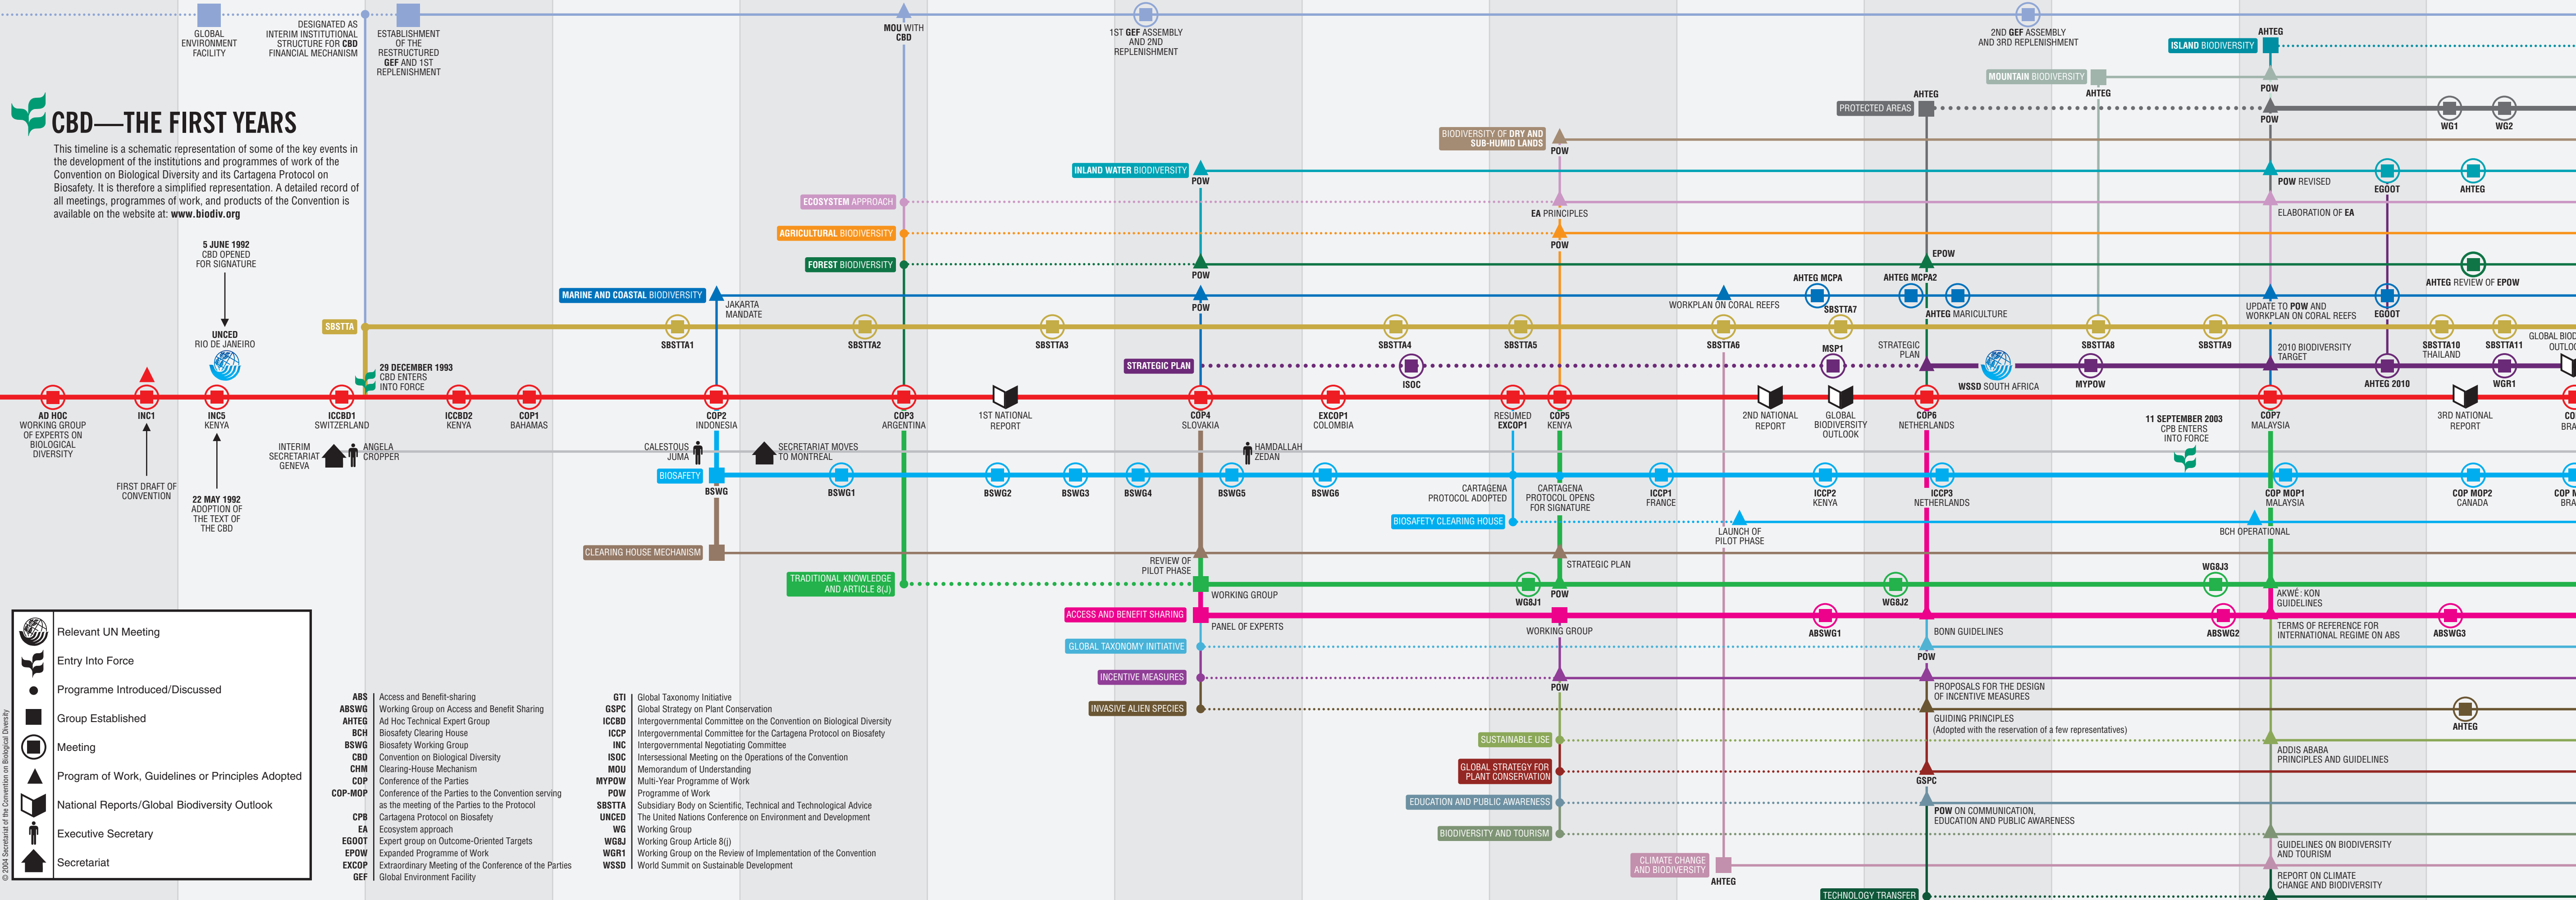 GLOBAL
ENVIRONMENT
FACILITY
DESIGNATED AS
INTERIM INSTITUTIONAL
STRUCTURE FOR CBD
FINANCIAL MECHANISM
ESTABLISHMENT
OF THE
RESTRUCTURED
GEF AND 1ST
REPLENISHMENT
MOU WITH
CBD
1ST GEF ASSEMBLY
AND 2ND
REPLENISHMENT
2ND GEF ASSEMBLY
AND 3RD REPLENISHMENT
ISLAND BIODIVERSITY
AHTEG
MOUNTAIN BIODIVERSITY
AHTEG
POW
PROTECTED AREAS
AHTEG
POW
WG1
WG2
CBD—THE FIRST YEARS
This timeline is a schematic representation of some of the key events in
the development of the institutions and programmes of work of the
Convention on Biological Diversity and its Cartagena Protocol on
Biosafety. It is therefore a simplified representation. A detailed record of
all meetings, programmes of work, and products of the Convention is
available on the website at: www.biodiv.org
BIODIVERSITY OF DRY AND
SUB-HUMID LANDS
POW
INLAND WATER BIODIVERSITY
POW
POW REVISED
EGOOT
AHTEG
ECOSYSTEM APPROACH
EA PRINCIPLES
ELABORATION OF EA
AGRICULTURAL BIODIVERSITY
POW
FOREST BIODIVERSITY
POW
EPOW
AHTEG REVIEW OF EPOW
MARINE AND COASTAL BIODIVERSITY
JAKARTA
MANDATE
POW
WORKPLAN ON CORAL REEFS
AHTEG MCPA
AHTEG MCPA2
AHTEG MARICULTURE
UPDATE TO POW AND
WORKPLAN ON CORAL REEFS
EGOOT
5 JUNE 1992
CBD OPENED
FOR SIGNATURE
UNCED
RIO DE JANEIRO
SBSTTA
SBSTTA1
SBSTTA2
SBSTTA3
SBSTTA4
SBSTTA5
SBSTTA6
SBSTTA7
SBSTTA8
SBSTTA9
SBSTTA10
THAILAND
SBSTTA11
GLOBAL BIOD
OUTLO
29 DECEMBER 1993
CBD ENTERS
INTO FORCE
STRATEGIC PLAN
ISOC
MSP1
STRATEGIC
PLAN
WSSD SOUTH AFRICA
MYPOW
2010 BIODIVERSITY
TARGET
AHTEG 2010
WGR1
AD HOC
WORKING GROUP
OF EXPERTS ON
BIOLOGICAL
DIVERSITY
INC1
INC5
KENYA
ICCBD1
SWITZERLAND
ICCBD2
KENYA
COP1
BAHAMAS
COP2
INDONESIA
COP3
ARGENTINA
1ST NATIONAL
REPORT
COP4
SLOVAKIA
EXCOP1
COLOMBIA
RESUMED
EXCOP1
COP5
KENYA
2ND NATIONAL
REPORT
GLOBAL
BIODIVERSITY
OUTLOOK
COP6
NETHERLANDS
11 SEPTEMBER 2003
CPB ENTERS
INTO FORCE
COP7
MALAYSIA
3RD NATIONAL
REPORT
CO
BRA
FIRST DRAFT OF
CONVENTION
22 MAY 1992
ADOPTION OF
THE TEXT OF
THE CBD
INTERIM
SECRETARIAT
GENEVA
ANGELA
CROPPER
CALESTOUS
JUMA
SECRETARIAT MOVES
TO MONTREAL
HAMDALLAH
ZEDAN
BIOSAFETY
BSWG
BSWG1
BSWG2
BSWG3
BSWG4
BSWG5
BSWG6
CARTAGENA
PROTOCOL ADOPTED
CARTAGENA
PROTOCOL OPENS
FOR SIGNATURE
ICCP1
FRANCE
ICCP2
KENYA
ICCP3
NETHERLANDS
COP MOP1
MALAYSIA
COP MOP2
CANADA
COP M
BRA
BIOSAFETY CLEARING HOUSE
LAUNCH OF
PILOT PHASE
BCH OPERATIONAL
CLEARING HOUSE MECHANISM
REVIEW OF
PILOT PHASE
STRATEGIC PLAN
TRADITIONAL KNOWLEDGE
AND ARTICLE 8(J)
WORKING GROUP
WG8J1
POW
WG8J2
WG8J3
AKWÉ: KON
GUIDELINES
ACCESS AND BENEFIT SHARING
PANEL OF EXPERTS
WORKING GROUP
ABSWG1
BONN GUIDELINES
ABSWG2
TERMS OF REFERENCE FOR
INTERNATIONAL REGIME ON ABS
ABSWG3
GLOBAL TAXONOMY INITIATIVE
POW
INCENTIVE MEASURES
POW
PROPOSALS FOR THE DESIGN
OF INCENTIVE MEASURES
INVASIVE ALIEN SPECIES
GUIDING PRINCIPLES
(Adopted with the reservation of a few representatives)
AHTEG
SUSTAINABLE USE
ADDIS ABABA
PRINCIPLES AND GUIDELINES
GLOBAL STRATEGY FOR
PLANT CONSERVATION
GSPC
EDUCATION AND PUBLIC AWARENESS
POW ON COMMUNICATION,
EDUCATION AND PUBLIC AWARENESS
BIODIVERSITY AND TOURISM
GUIDELINES ON BIODIVERSITY
AND TOURISM
CLIMATE CHANGE
AND BIODIVERSITY
AHTEG
REPORT ON CLIMATE
CHANGE AND BIODIVERSITY
TECHNOLOGY TRANSFER
Relevant UN Meeting
Entry Into Force
Programme Introduced/Discussed
Group Established
Meeting
Program of Work, Guidelines or Principles Adopted
National Reports/Global Biodiversity Outlook
Executive Secretary
Secretariat
© 2004 Secretariat of the Convention on Biological Diversity
ABS Access and Benefit-sharing
ABSWG Working Group on Access and Benefit Sharing
AHTEG Ad Hoc Technical Expert Group
BCH Biosafety Clearing House
BSWG Biosafety Working Group
CBD Convention on Biological Diversity
CHM Clearing-House Mechanism
COP Conference of the Parties
COP-MOP Conference of the Parties to the Convention serving
as the meeting of the Parties to the Protocol
CPB Cartagena Protocol on Biosafety
EA Ecosystem approach
EGOOT Expert group on Outcome-Oriented Targets
EPOW Expanded Programme of Work
EXCOP Extraordinary Meeting of the Conference of the Parties
GEF Global Environment Facility
GTI Global Taxonomy Initiative
GSPC Global Strategy on Plant Conservation
ICCBD Intergovernmental Committee on the Convention on Biological Diversity
ICCP Intergovernmental Committee for the Cartagena Protocol on Biosafety
INC Intergovernmental Negotiating Committee
ISOC Intersessional Meeting on the Operations of the Convention
MOU Memorandum of Understanding
MYPOW Multi-Year Programme of Work
POW Programme of Work
SBSTTA Subsidiary Body on Scientific, Technical and Technological Advice
UNCED The United Nations Conference on Environment and Development
WG Working Group
WG8J Working Group Article 8(j)
WGR1 Working Group on the Review of Implementation of the Convention
WSSD World Summit on Sustainable Development